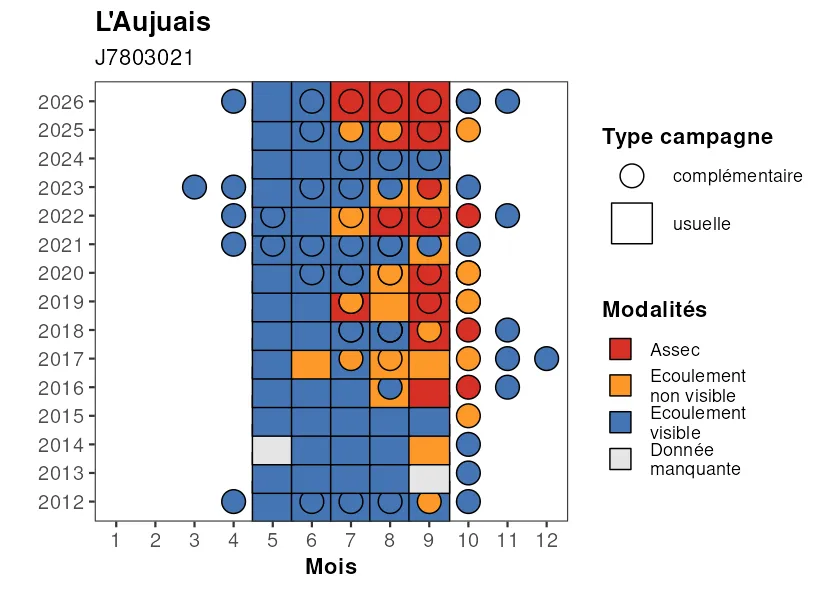 L'Aujuais
J7803021
2026
2025
2024
2023
2022
2021
2020
2019
2018
2017
2016
2015
2014
2013
2012
1 2 3 4 5 6 7 8 9 10 11 12
Mois
Type campagne
complémentaire
usuelle
Modalités
Assec
Ecoulement
non visible
Ecoulement
visible
Donnée
manquante